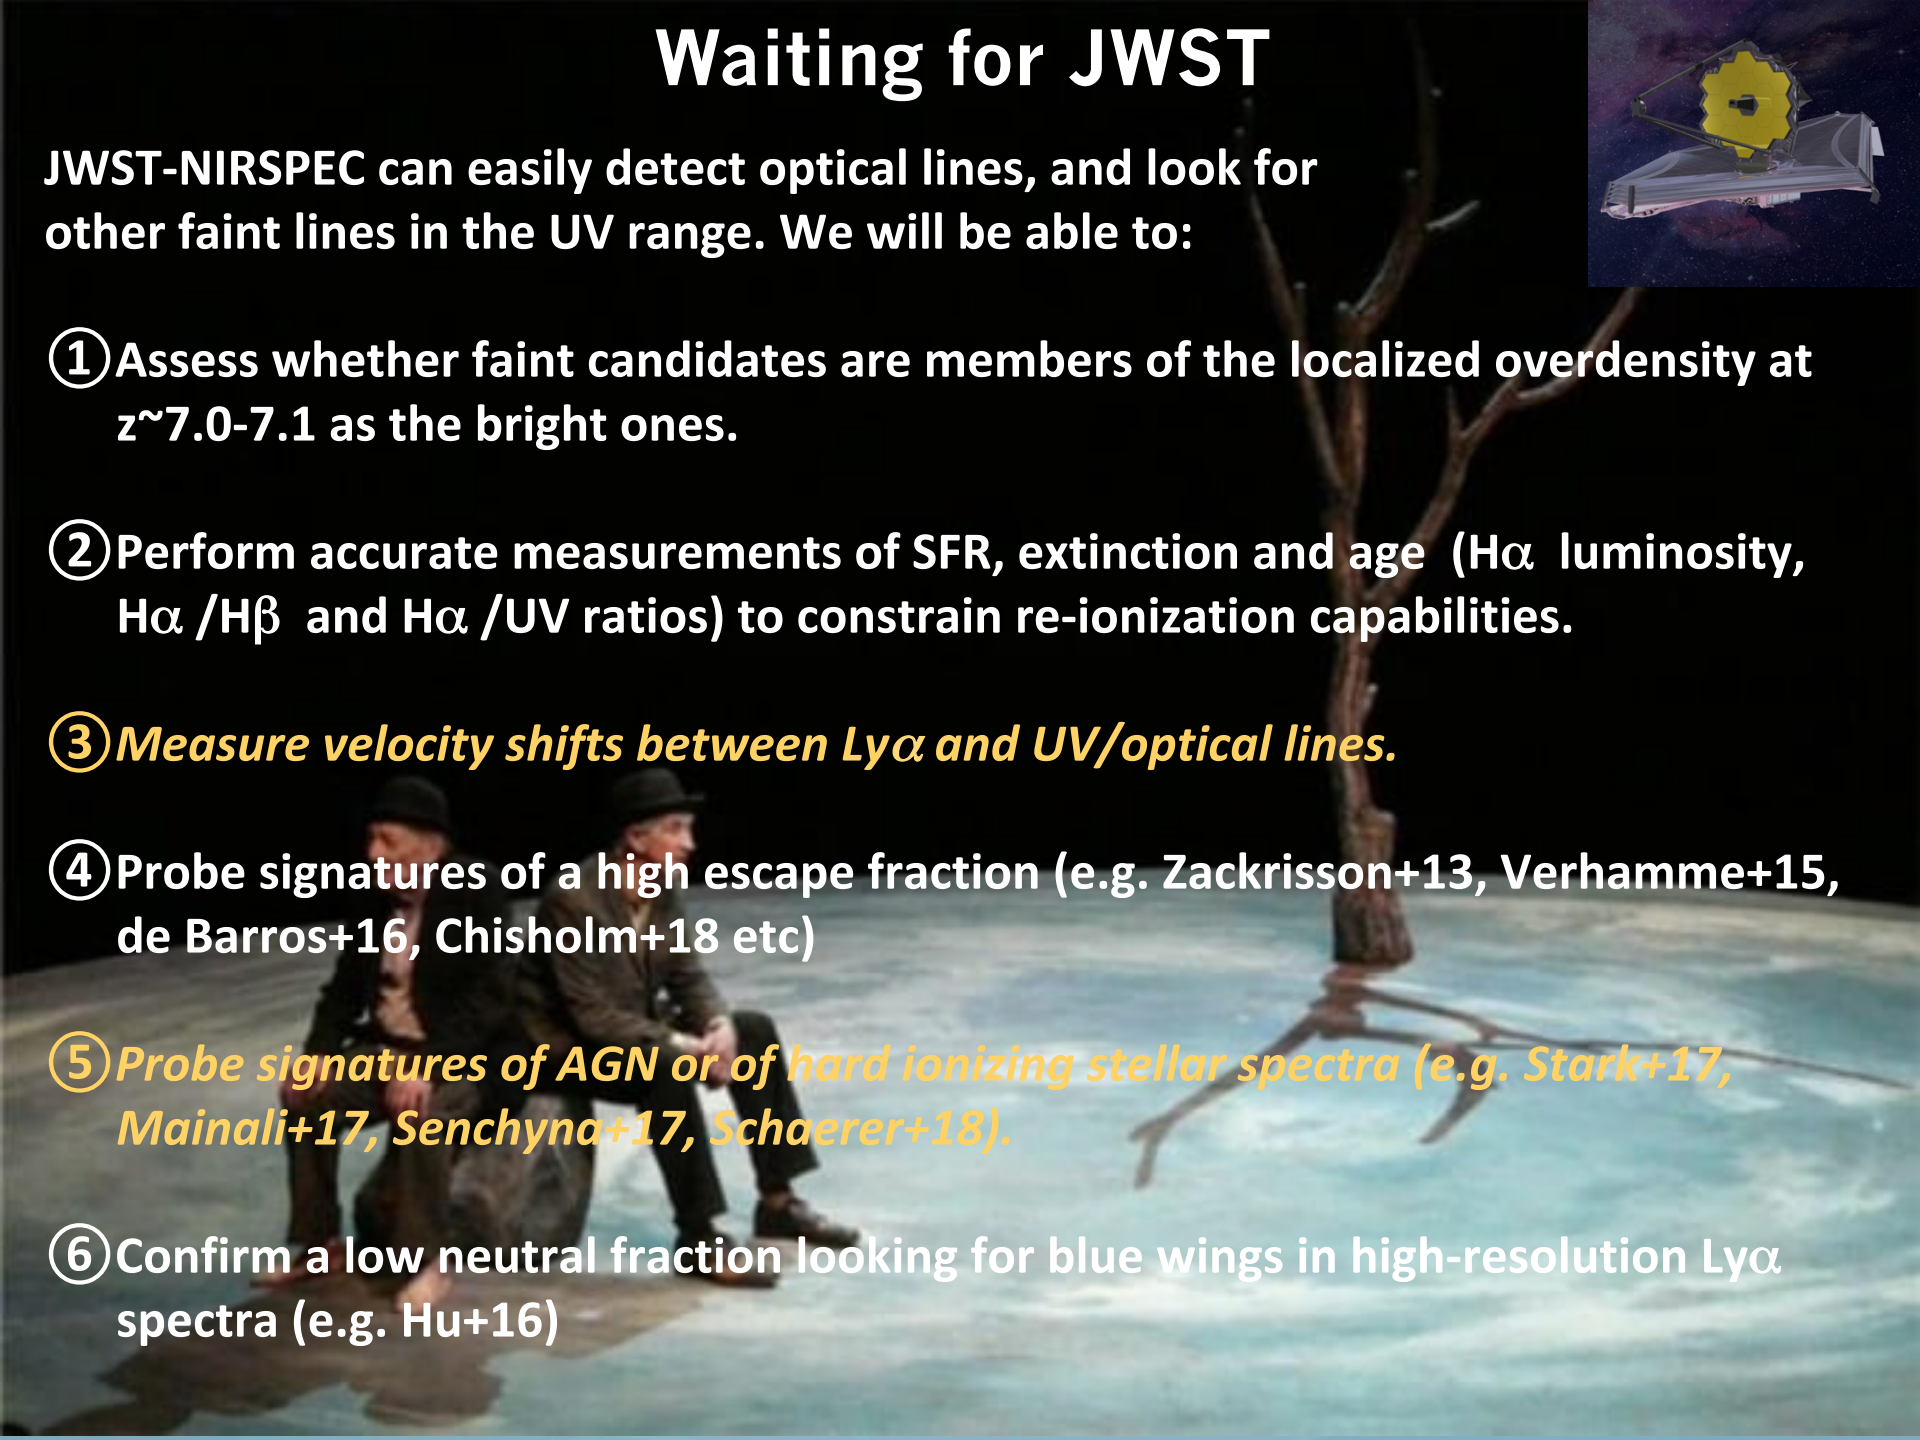 Waiting for JWST
JWST-NIRSPEC can easily detect optical lines, and look for
other faint lines in the UV range. We will be able to:
①Assess whether faint candidates are members of the localized overdensity at
z~7.0-7.1 as the bright ones.
②Perform accurate measurements of SFR, extinction and age (Hα luminosity,
Hα /Hβ and Hα /UV ratios) to constrain re-ionization capabilities.
③Measure velocity shifts between Lyα and UV/optical lines.
④Probe signatures of a high escape fraction (e.g. Zackrisson+13, Verhamme+15,
de Barros+16, Chisholm+18 etc)
⑤Probe signatures of AGN or of hard ionizing stellar spectra (e.g. Stark+17,
Mainali+17, Senchyna+17, Schaerer+18).
⑥Confirm a low neutral fraction looking for blue wings in high-resolution Lyα
spectra (e.g. Hu+16)